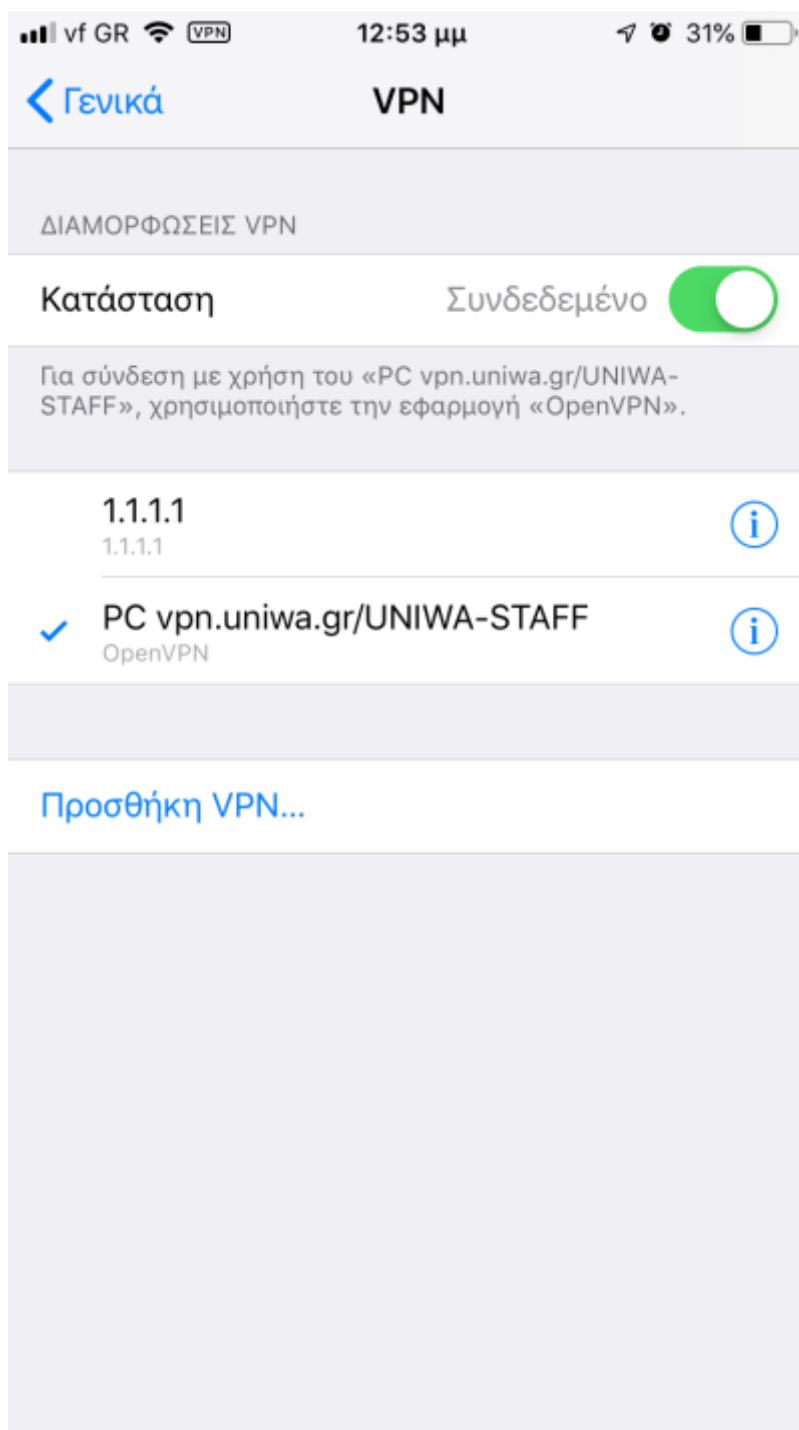 vf GR VPN 12:53 μμ 31%
Γενικά VPN
ΔΙΑΜΟΡΦΩΣΕΙΣ VPN
Κατάσταση Συνδεδεμένο
Για σύνδεση με χρήση του «PC vpn.uniwa.gr/UNIWA-
STAFF», χρησιμοποιήστε την εφαρμογή «OpenVPN».
1.1.1.1
1.1.1.1
PC vpn.uniwa.gr/UNIWA-STAFF
OpenVPN
Προσθήκη VPN...